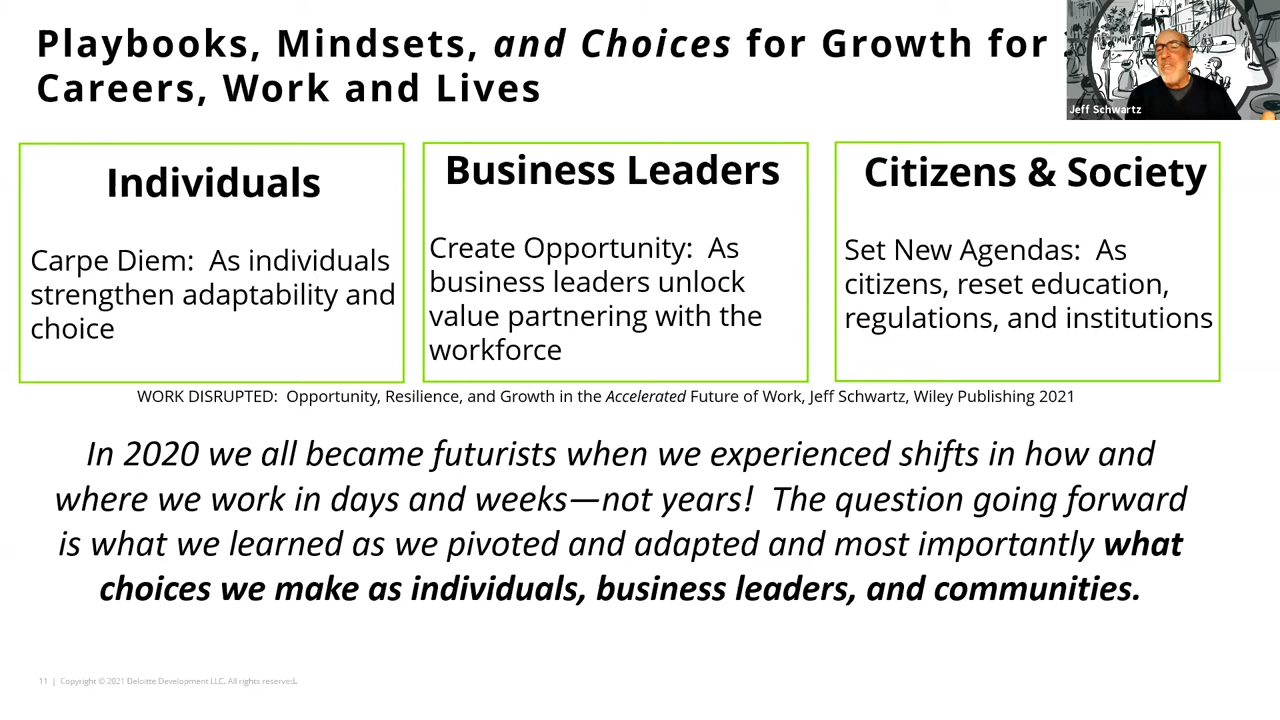 Playbooks, Mindsets, and Choices for Growth for
Careers, Work and Lives
Jeff Schwartz
Individuals
Carpe Diem:  As individuals
strengthen adaptability and
choice
Business Leaders
Create Opportunity:  As
business leaders unlock
value partnering with the
workforce
Citizens & Society
Set New Agendas:  As
citizens, reset education,
regulations, and institutions
WORK DISRUPTED:  Opportunity, Resilience, and Growth in the Accelerated Future of Work, Jeff Schwartz, Wiley Publishing 2021
In 2020 we all became futurists when we experienced shifts in how and
where we work in days and weeks—not years!  The question going forward
is what we learned as we pivoted and adapted and most importantly what
choices we make as individuals, business leaders, and communities.
11 | Copyright © 2021 Deloitte Development LLC. All rights reserved.